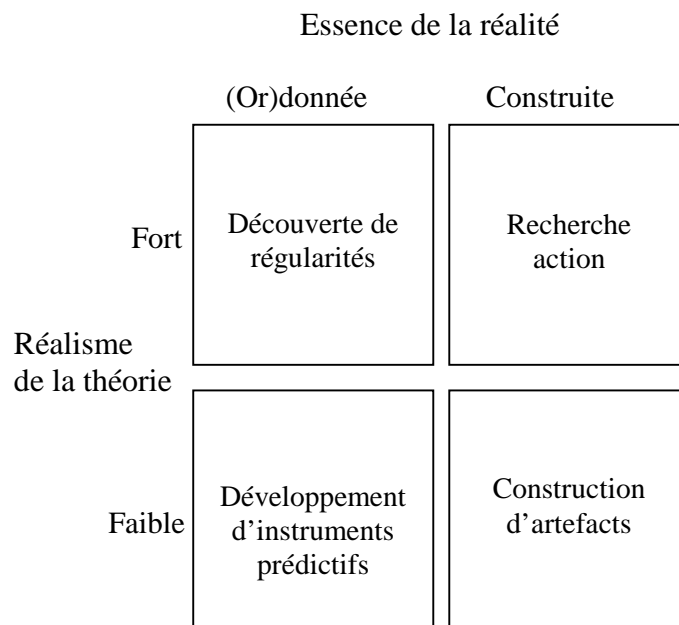 Essence de la réalité
(Or)donnée
Construite
Fort
Découverte de
régularités
Recherche
action
Réalisme
de la théorie
Faible
Développement
d’instruments
prédictifs
Construction
d’artefacts